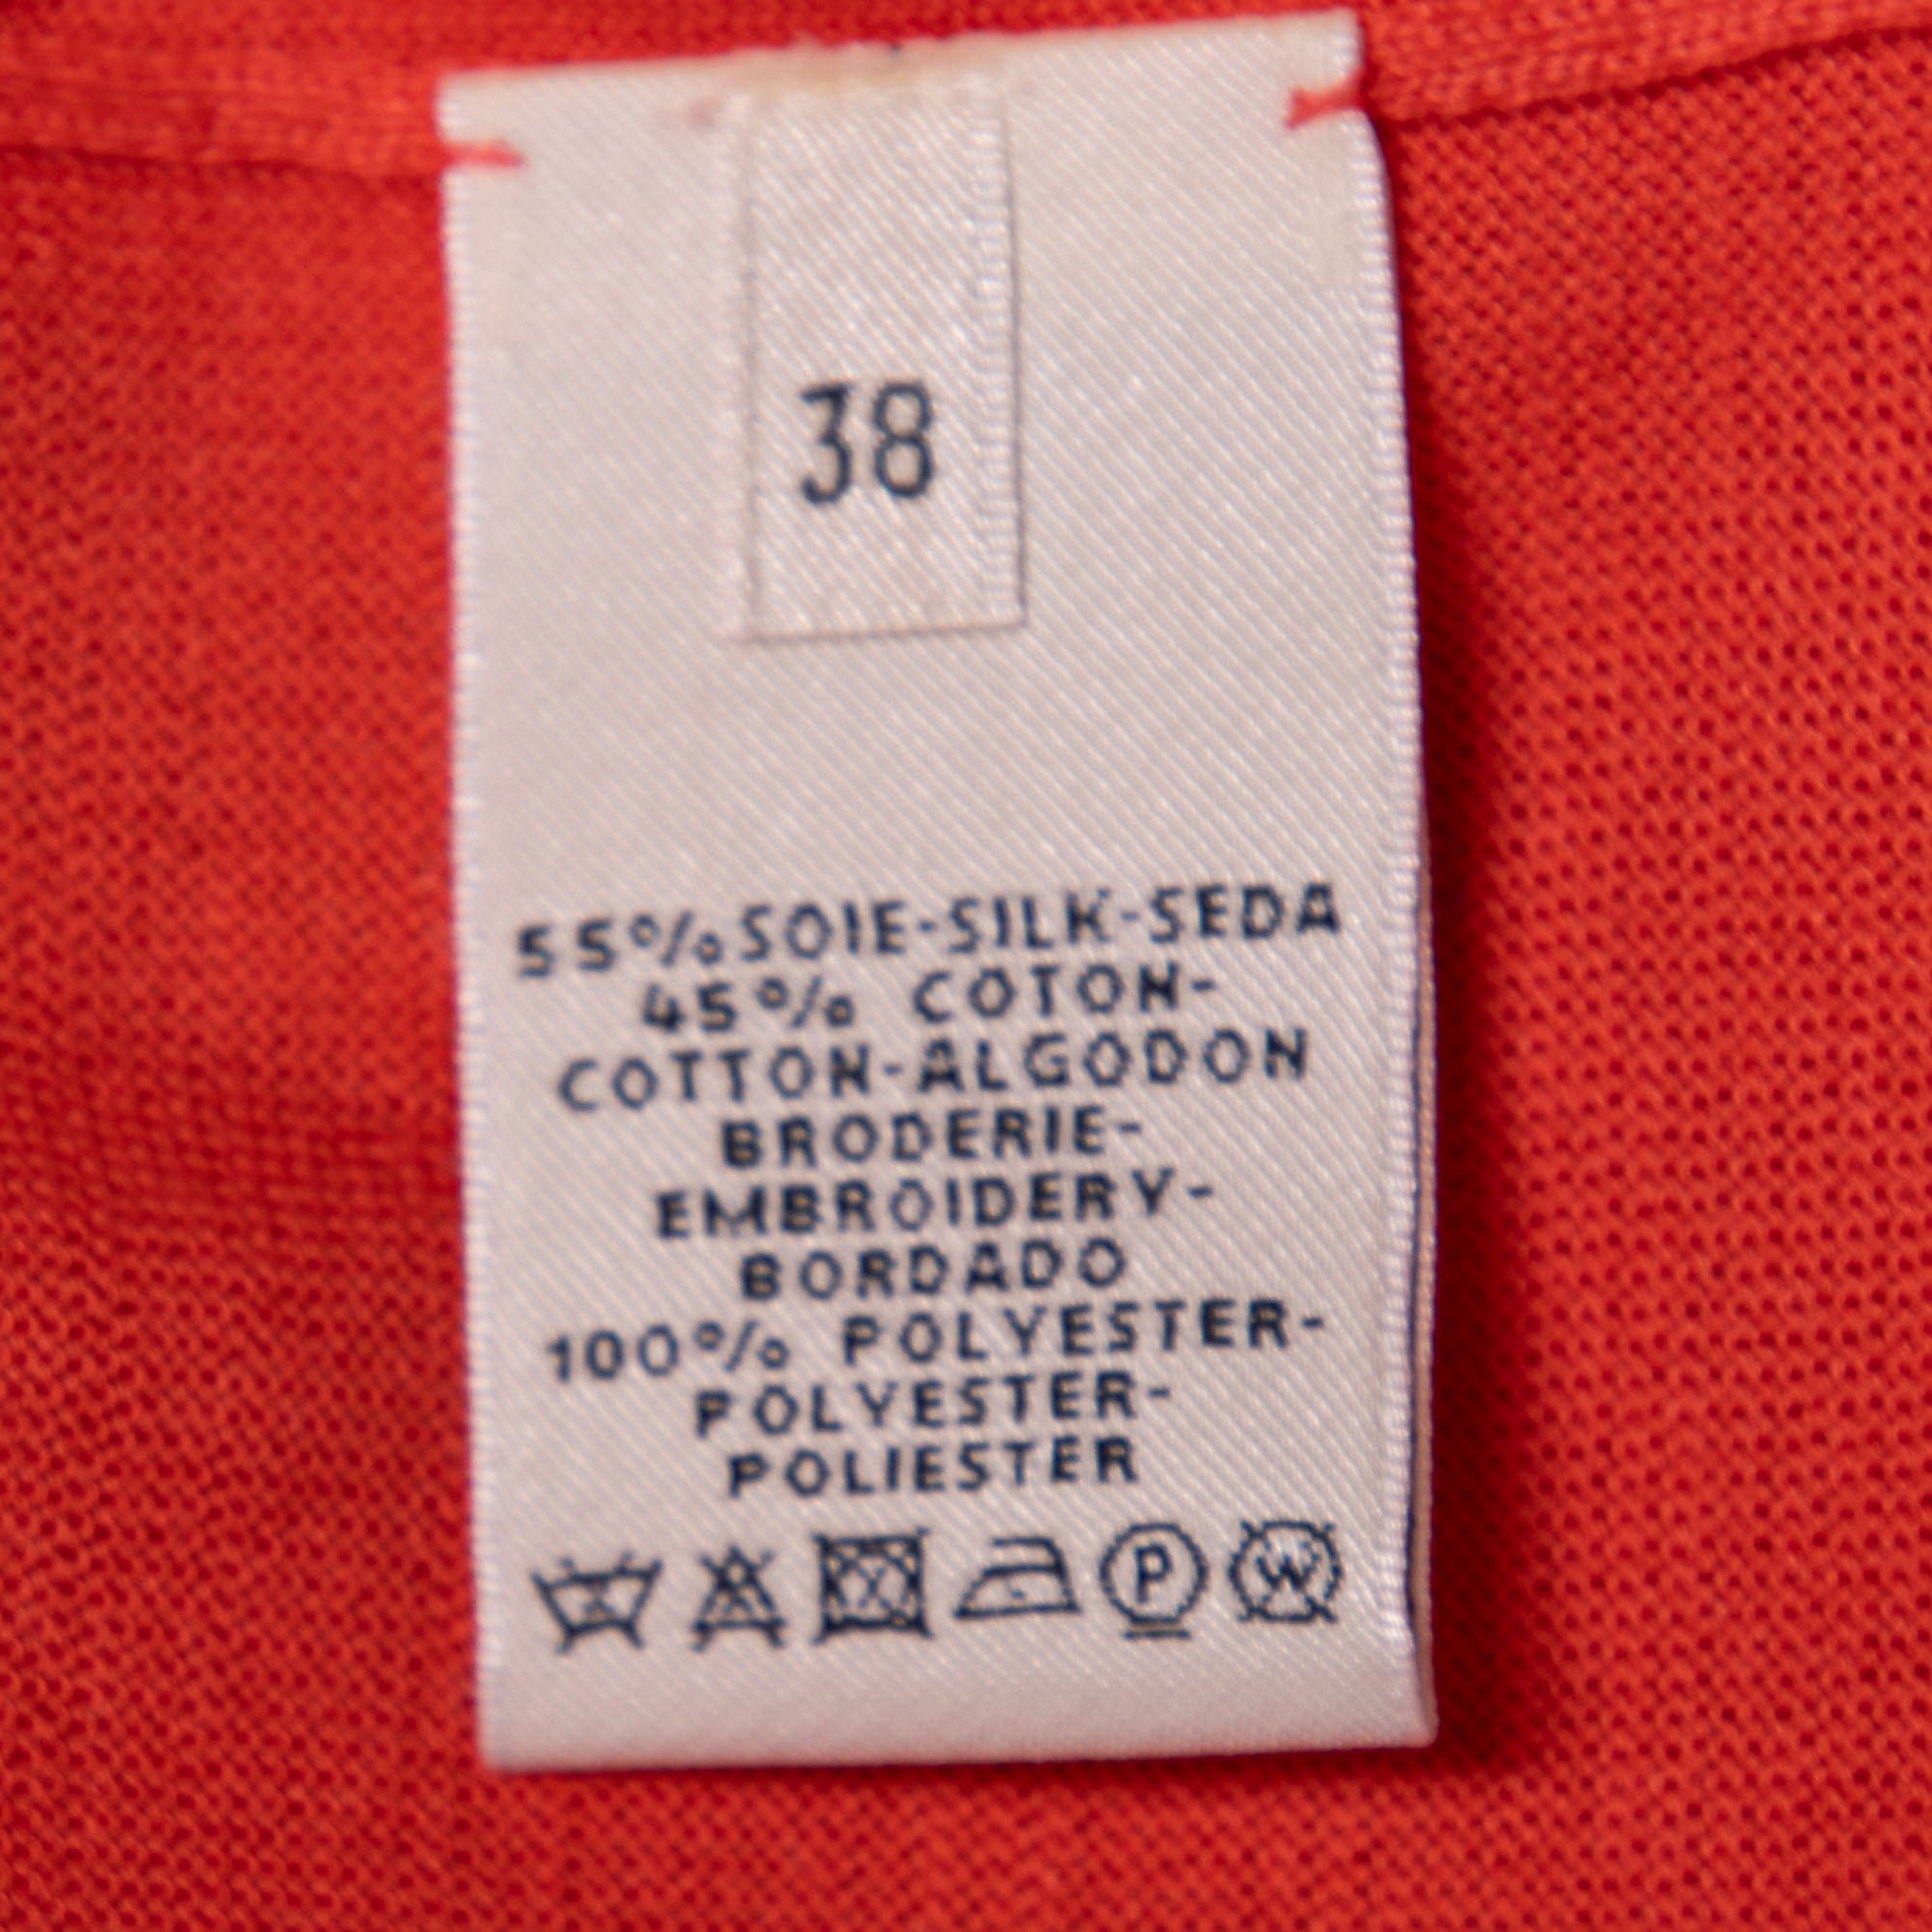 38
55% SOIE-SILK-SEDA
45% COTON-
COTTON-ALGODON
BRODERIE-
EMBROIDERY-
BORDADO
100% POLYESTER-
POLYESTER-
POLIESTER
P W